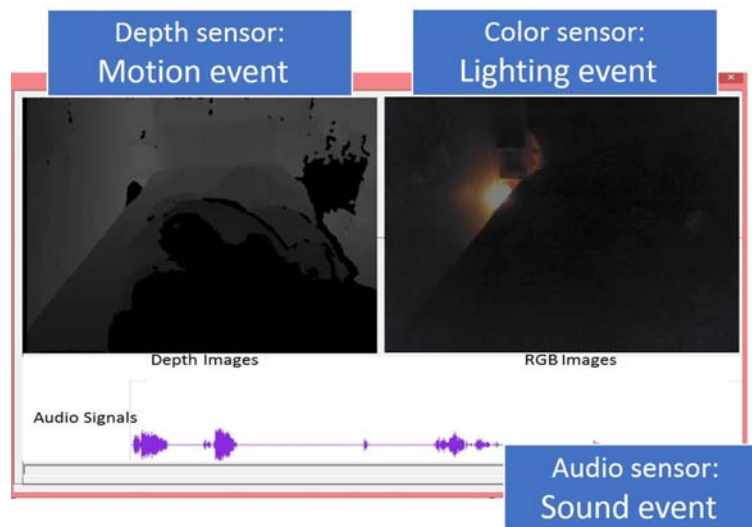 Depth sensor:
Motion event
Color sensor:
Lighting event
Depth Images
RGB Images
Audio Signals
Audio sensor:
Sound event